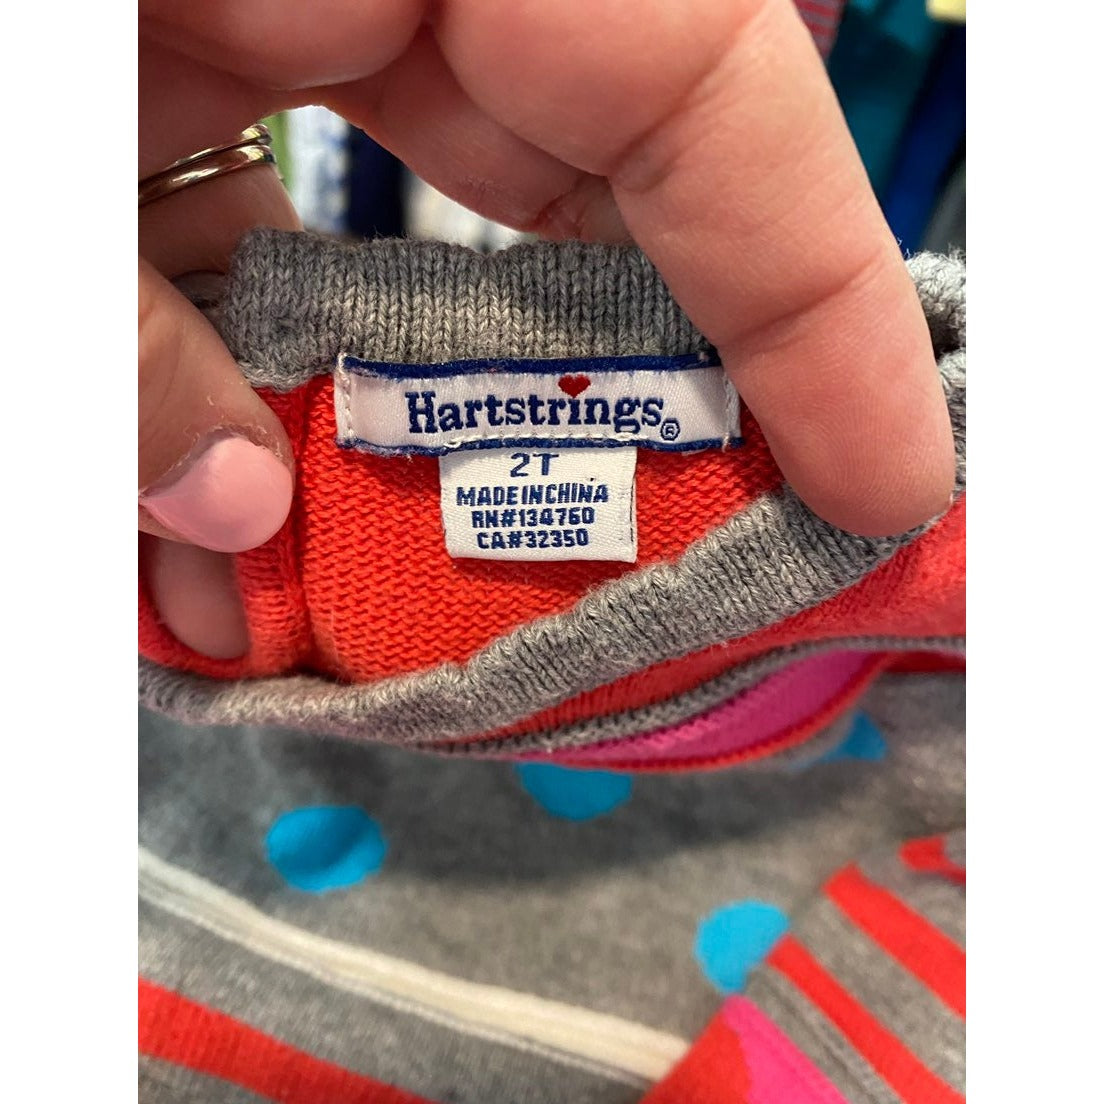 Hartstrings®
2T
MADE IN CHINA
RN#134760
CA#32350